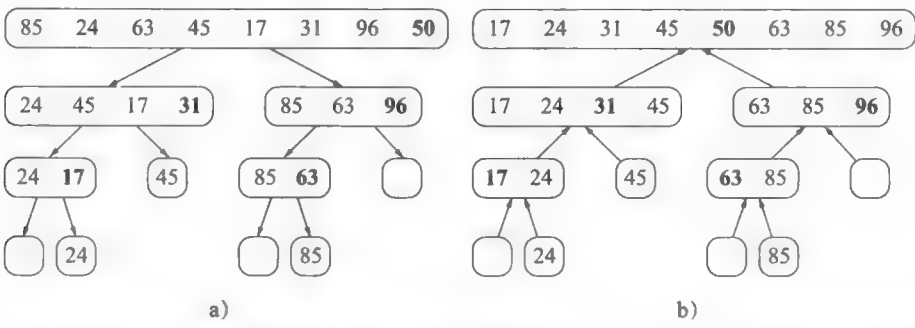 85 24 63 45 17 31 96 50 17 24 31 45 50 63 85 96
24 45 17 31 85 63 96 17 24 31 45 63 85 96
24 17 45 85 63 17 24 45 63 85
24 85 24 85
a) b)